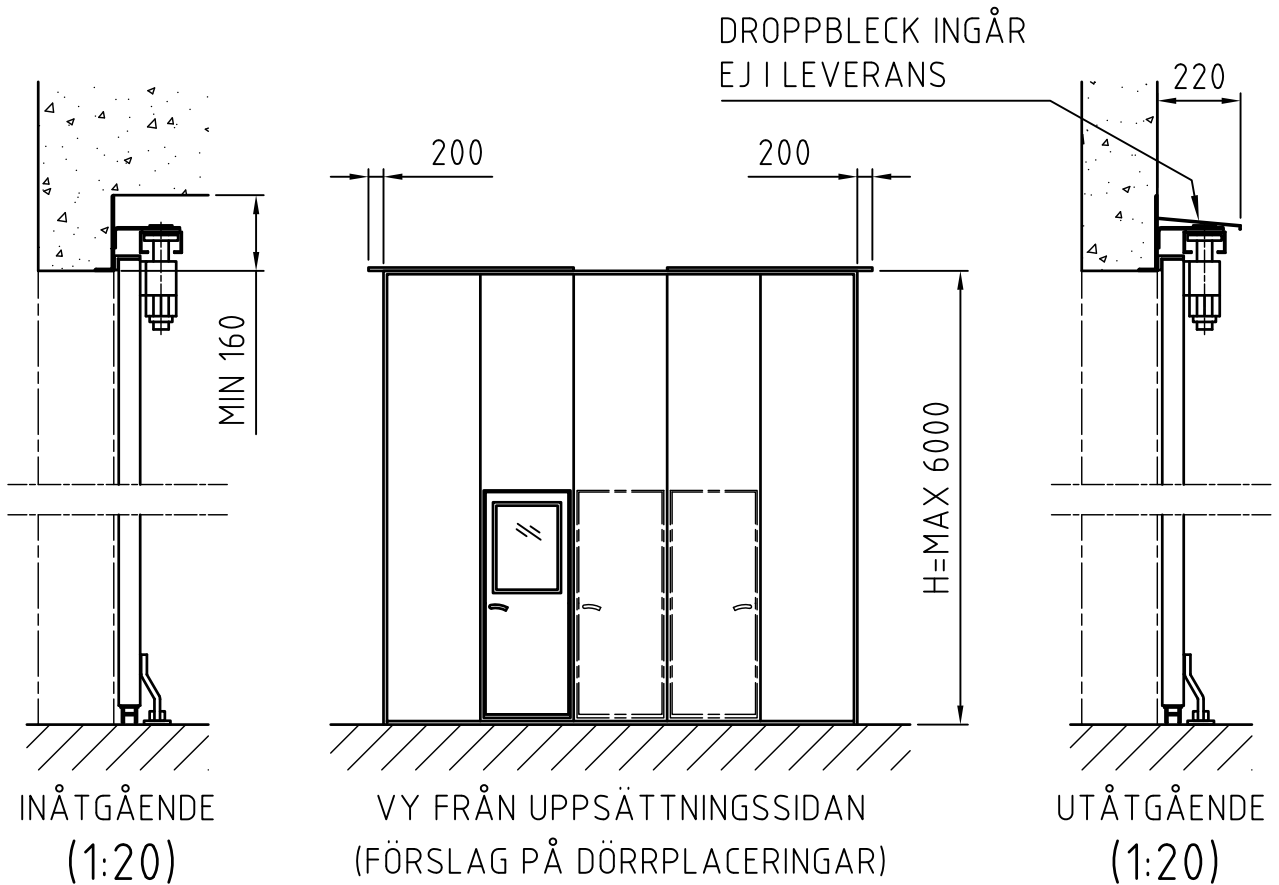 DROPPBLECK INGÅR
EJ I LEVERANS
220
200
200
MIN 160
H=MAX 6000
INÅTGÅENDE
(1:20)
VY FRÅN UPPSÄTTNINGSSIDAN
(FÖRSLAG PÅ DÖRRPLACERINGAR)
UTÅTGÅENDE
(1:20)